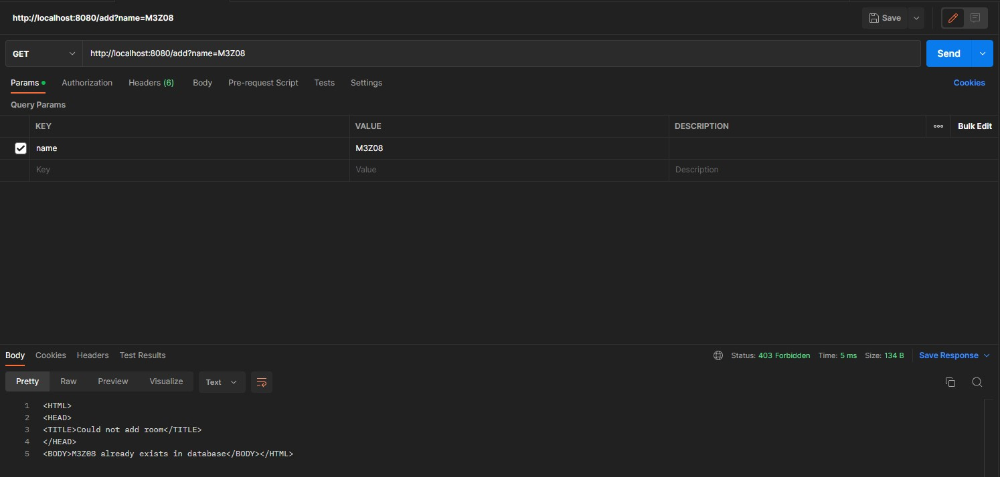 http://localhost:8080/add?name=M3Z08 Save
GET http://localhost:8080/add?name=M3Z08 Send
Params Authorization Headers (6) Body Pre-request Script Tests Settings Cookies
Query Params
KEY VALUE DESCRIPTION Bulk Edit
name M3Z08
Key Value Description
Body Cookies Headers Test Results Status: 403 Forbidden Time: 5 ms Size: 134 B Save Response
Pretty Raw Preview Visualize Text
1 <HTML>
2 <HEAD>
3 <TITLE>Could not add room</TITLE>
4 </HEAD>
5 <BODY>M3Z08 already exists in database</BODY></HTML>